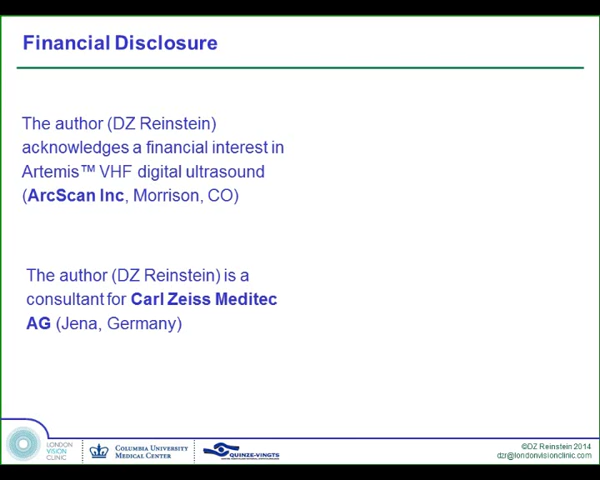 Financial Disclosure
The author (DZ Reinstein)
acknowledges a financial interest in
Artemis™ VHF digital ultrasound
(ArcScan Inc, Morrison, CO)
The author (DZ Reinstein) is a
consultant for Carl Zeiss Meditec
AG (Jena, Germany)
LONDON
VISION
CLINIC
COLUMBIA UNIVERSITY
MEDICAL CENTER
QUINZE-VINGTS
©DZ Reinstein 2014
dzr@londonvisionclinic.com